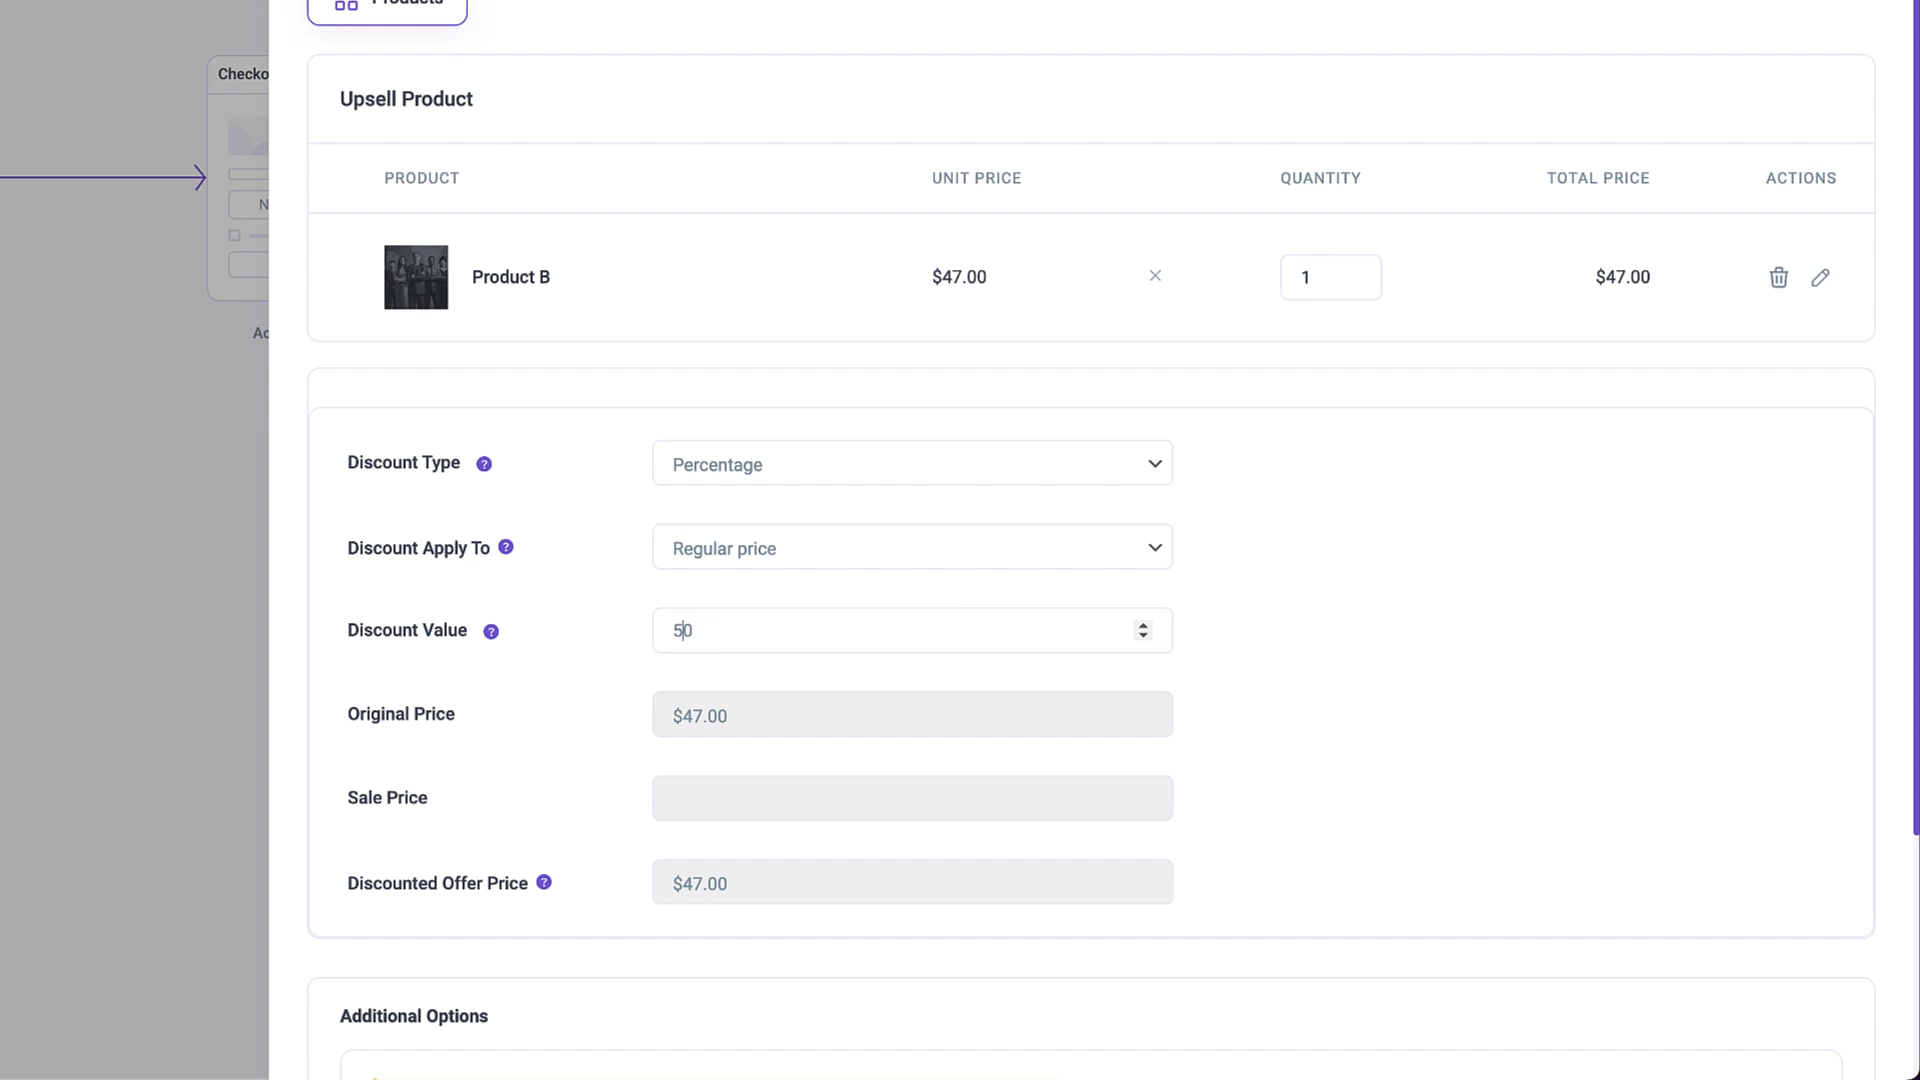 Products
Checko
Upsell Product
PRODUCT UNIT PRICE QUANTITY TOTAL PRICE ACTIONS
N
Product B $47.00 × 1 $47.00
Ac
Discount Type ? Percentage
Discount Apply To ? Regular price
Discount Value ? 50
Original Price $47.00
Sale Price
Discounted Offer Price ? $47.00
Additional Options